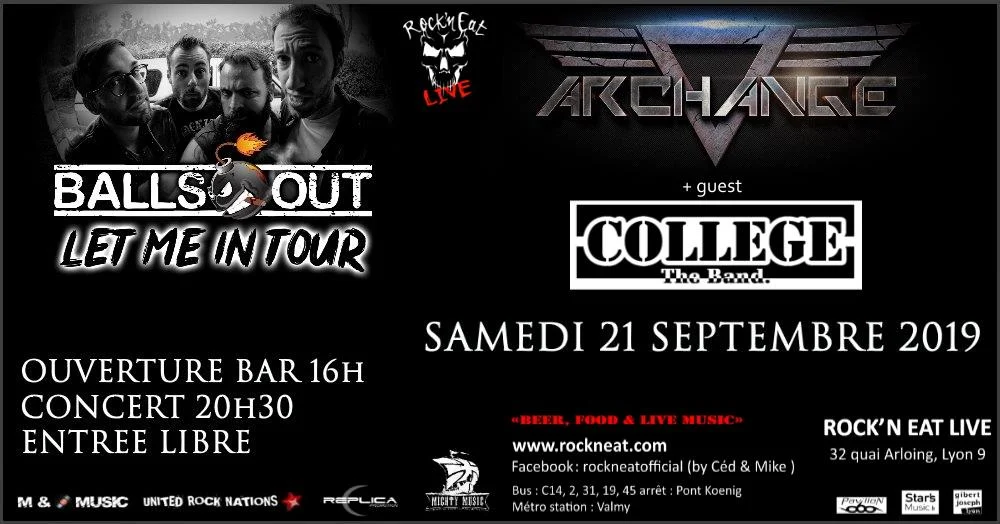 Rock'n Eat
LIVE
ARCHANGE
BALLS OUT
LET ME IN TOUR
+ guest
COLLEGE
The Band.
SAMEDI 21 SEPTEMBRE 2019
OUVERTURE BAR 16H
CONCERT 20H30
ENTREE LIBRE
«BEER, FOOD & LIVE MUSIC»
www.rockneat.com
Facebook: rockneatofficial (by Céd & Mike )
Bus : C14, 2, 31, 19, 45 arrêt : Pont Koenig
Métro station : Valmy
ROCK'N EAT LIVE
32 quai Arloing, Lyon 9
M & MUSIC
UNITED ROCK NATIONS
REPLICA
PROMOTION
MIGHTY MUSIC
PAVILLON
Star's
Music
gibert
joseph
lyon